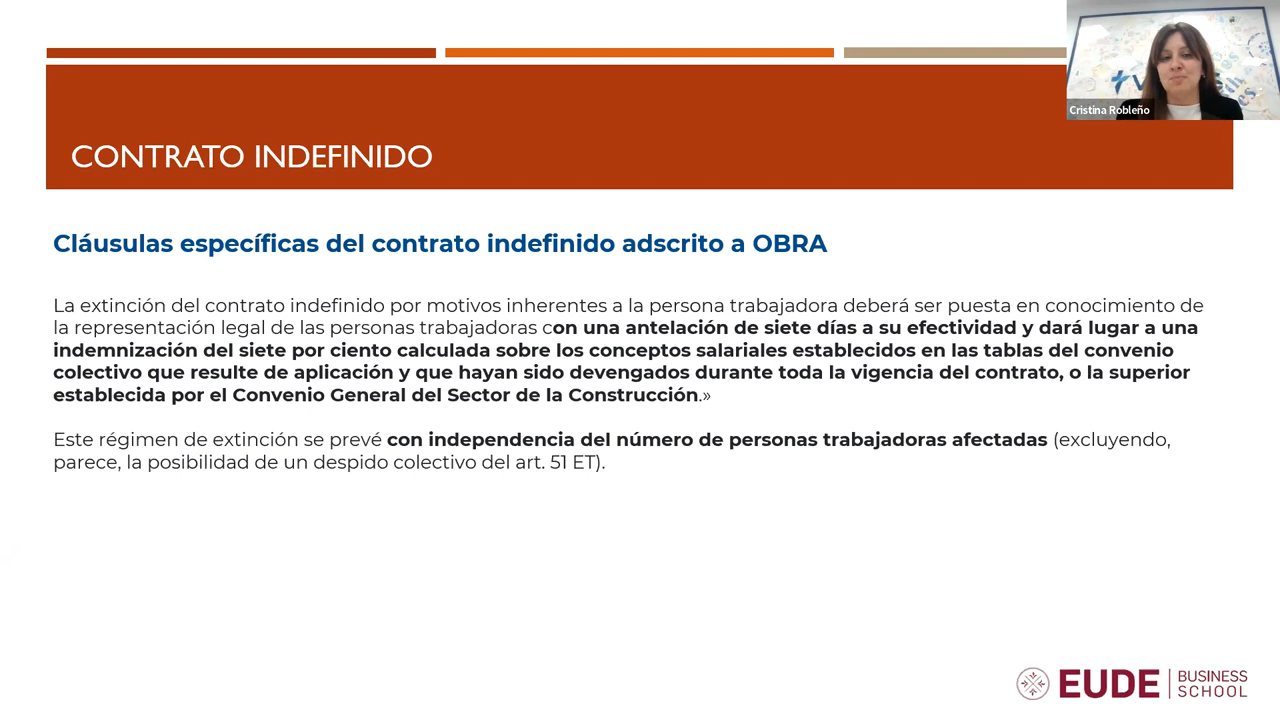 Cristina Robleño
CONTRATO INDEFINIDO
Cláusulas específicas del contrato indefinido adscrito a OBRA
La extinción del contrato indefinido por motivos inherentes a la persona trabajadora deberá ser puesta en conocimiento de
la representación legal de las personas trabajadoras con una antelación de siete días a su efectividad y dará lugar a una
indemnización del siete por ciento calculada sobre los conceptos salariales establecidos en las tablas del convenio
colectivo que resulte de aplicación y que hayan sido devengados durante toda la vigencia del contrato, o la superior
establecida por el Convenio General del Sector de la Construcción.»
Este régimen de extinción se prevé con independencia del número de personas trabajadoras afectadas (excluyendo,
parece, la posibilidad de un despido colectivo del art. 51 ET).
EUDE BUSINESS
SCHOOL